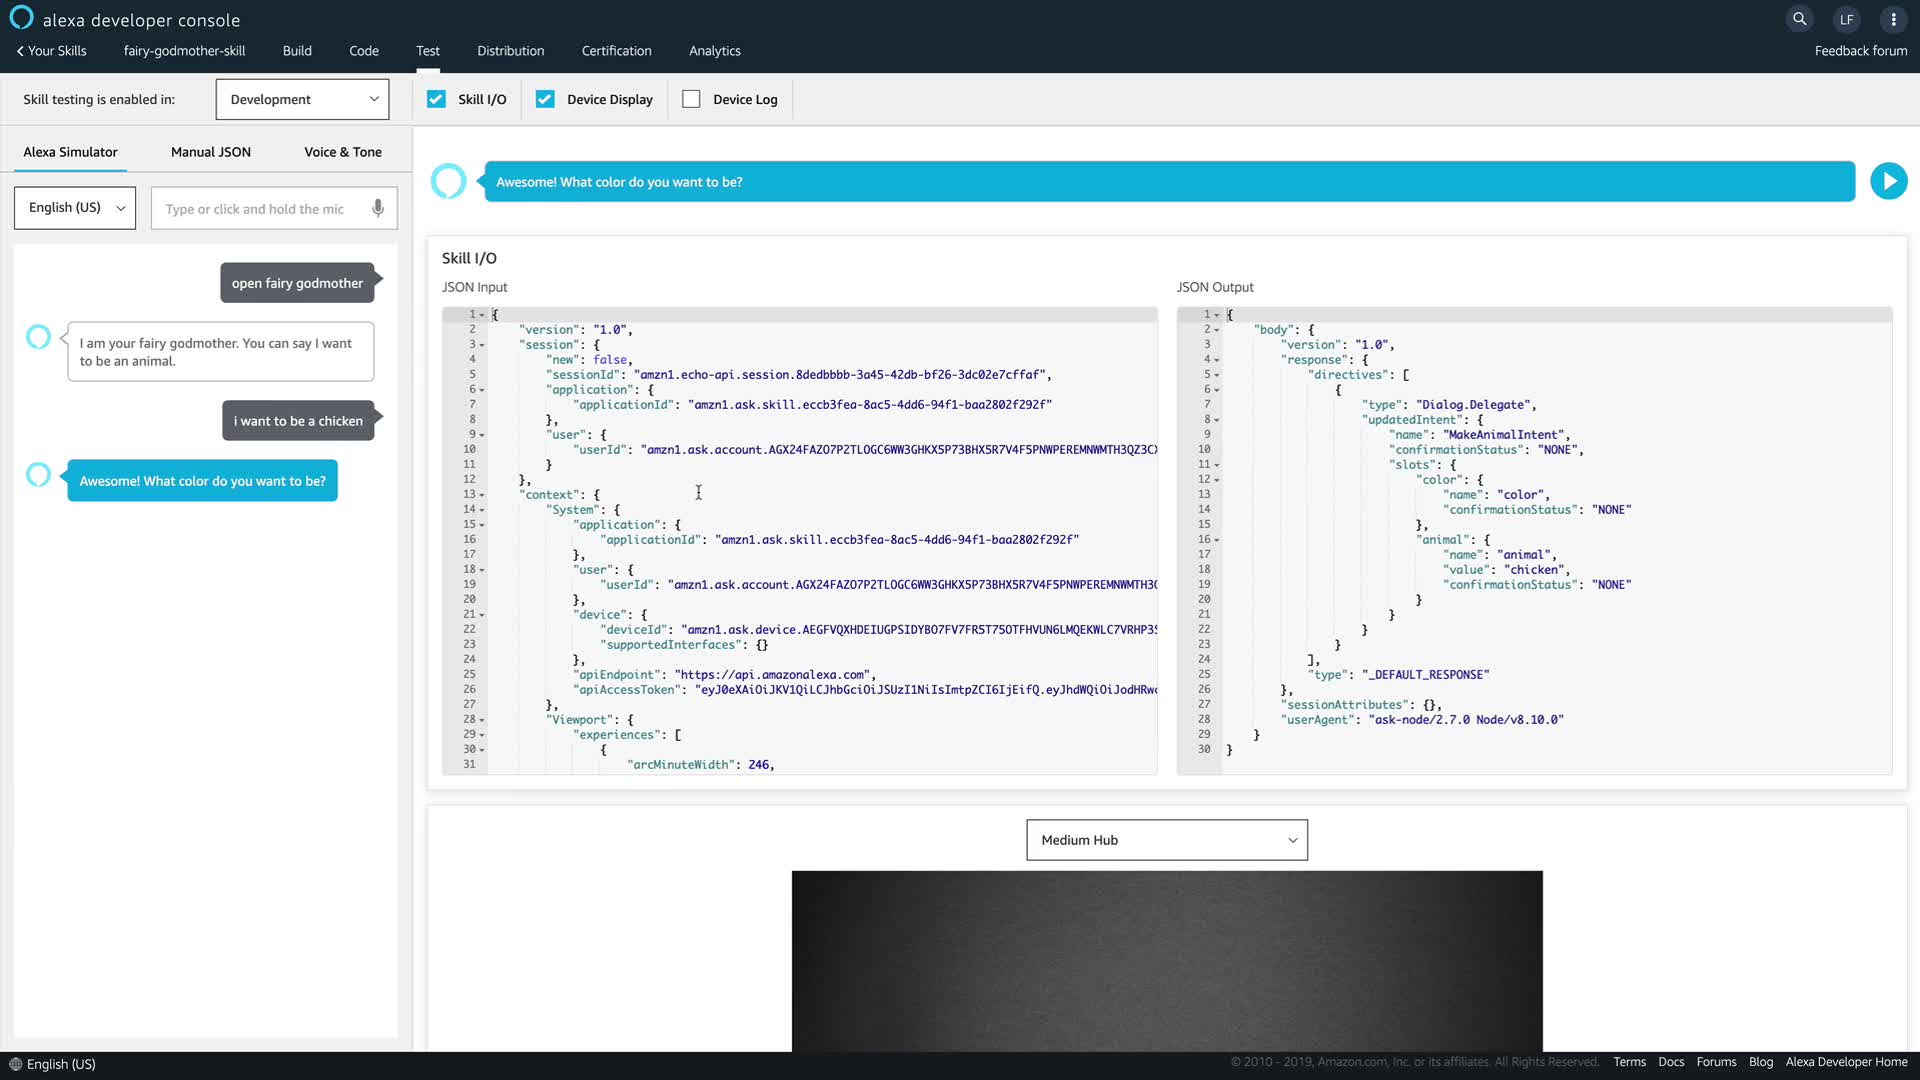 alexa developer console
LF
Your Skills
fairy-godmother-skill
Build
Code
Test
Distribution
Certification
Analytics
Feedback forum
Skill testing is enabled in:
Development
Skill I/O
Device Display
Device Log
Alexa Simulator
Manual JSON
Voice & Tone
English (US)
Type or click and hold the mic
open fairy godmother
I am your fairy godmother. You can say I want
to be an animal.
i want to be a chicken
Awesome! What color do you want to be?
Awesome! What color do you want to be?
Skill I/O
JSON Input
1 {
2 "version": "1.0",
3 "session": {
4 "new": false,
5 "sessionId": "amzn1.echo-api.session.8dedbbbb-3a45-42db-bf26-3dc02e7cffaf",
6 "application": {
7 "applicationId": "amzn1.ask.skill.eccb3fea-8ac5-4dd6-94f1-baa2802f292f"
8 },
9 "user": {
10 "userId": "amzn1.ask.account.AGX24FAZO7P2TLOGC6WW3GHKX5P73BHX5R7V4F5PNWPEREMNWMTH3QZ3CX
11 }
12 },
13 "context": {
14 "System": {
15 "application": {
16 "applicationId": "amzn1.ask.skill.eccb3fea-8ac5-4dd6-94f1-baa2802f292f"
17 },
18 "user": {
19 "userId": "amzn1.ask.account.AGX24FAZO7P2TLOGC6WW3GHKX5P73BHX5R7V4F5PNWPEREMNWMTH3Q
20 },
21 "device": {
22 "deviceId": "amzn1.ask.device.AEGFVQXHDEIUGPSIDYBO7FV7FR5T75OTFHVUN6LMQEKWLC7VRHP3S
23 "supportedInterfaces": {}
24 },
25 "apiEndpoint": "https://api.amazonalexa.com",
26 "apiAccessToken": "eyJ0eXAiOiJKV1QiLCJhbGciOiJSUzI1NiIsImtpZCI6IjEifQ.eyJhdWQiOiJodHRwc
27 },
28 "Viewport": {
29 "experiences": [
30 {
31 "arcMinuteWidth": 246,
JSON Output
1 {
2 "body": {
3 "version": "1.0",
4 "response": {
5 "directives": [
6 {
7 "type": "Dialog.Delegate",
8 "updatedIntent": {
9 "name": "MakeAnimalIntent",
10 "confirmationStatus": "NONE",
11 "slots": {
12 "color": {
13 "name": "color",
14 "confirmationStatus": "NONE"
15 },
16 "animal": {
17 "name": "animal",
18 "value": "chicken",
19 "confirmationStatus": "NONE"
20 }
21 }
22 }
23 }
24 ],
25 "type": "_DEFAULT_RESPONSE"
26 },
27 "sessionAttributes": {},
28 "userAgent": "ask-node/2.7.0 Node/v8.10.0"
29 }
30 }
Medium Hub
English (US)
© 2010 - 2019, Amazon.com, Inc. or its affiliates. All Rights Reserved.
Terms
Docs
Forums
Blog
Alexa Developer Home